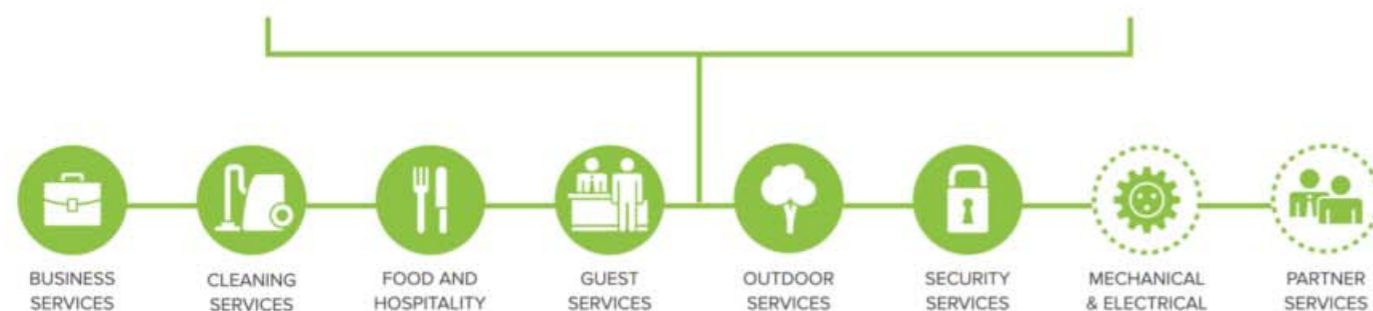 BUSINESS
SERVICES
CLEANING
SERVICES
FOOD AND
HOSPITALITY
GUEST
SERVICES
OUTDOOR
SERVICES
SECURITY
SERVICES
MECHANICAL
& ELECTRICAL
PARTNER
SERVICES